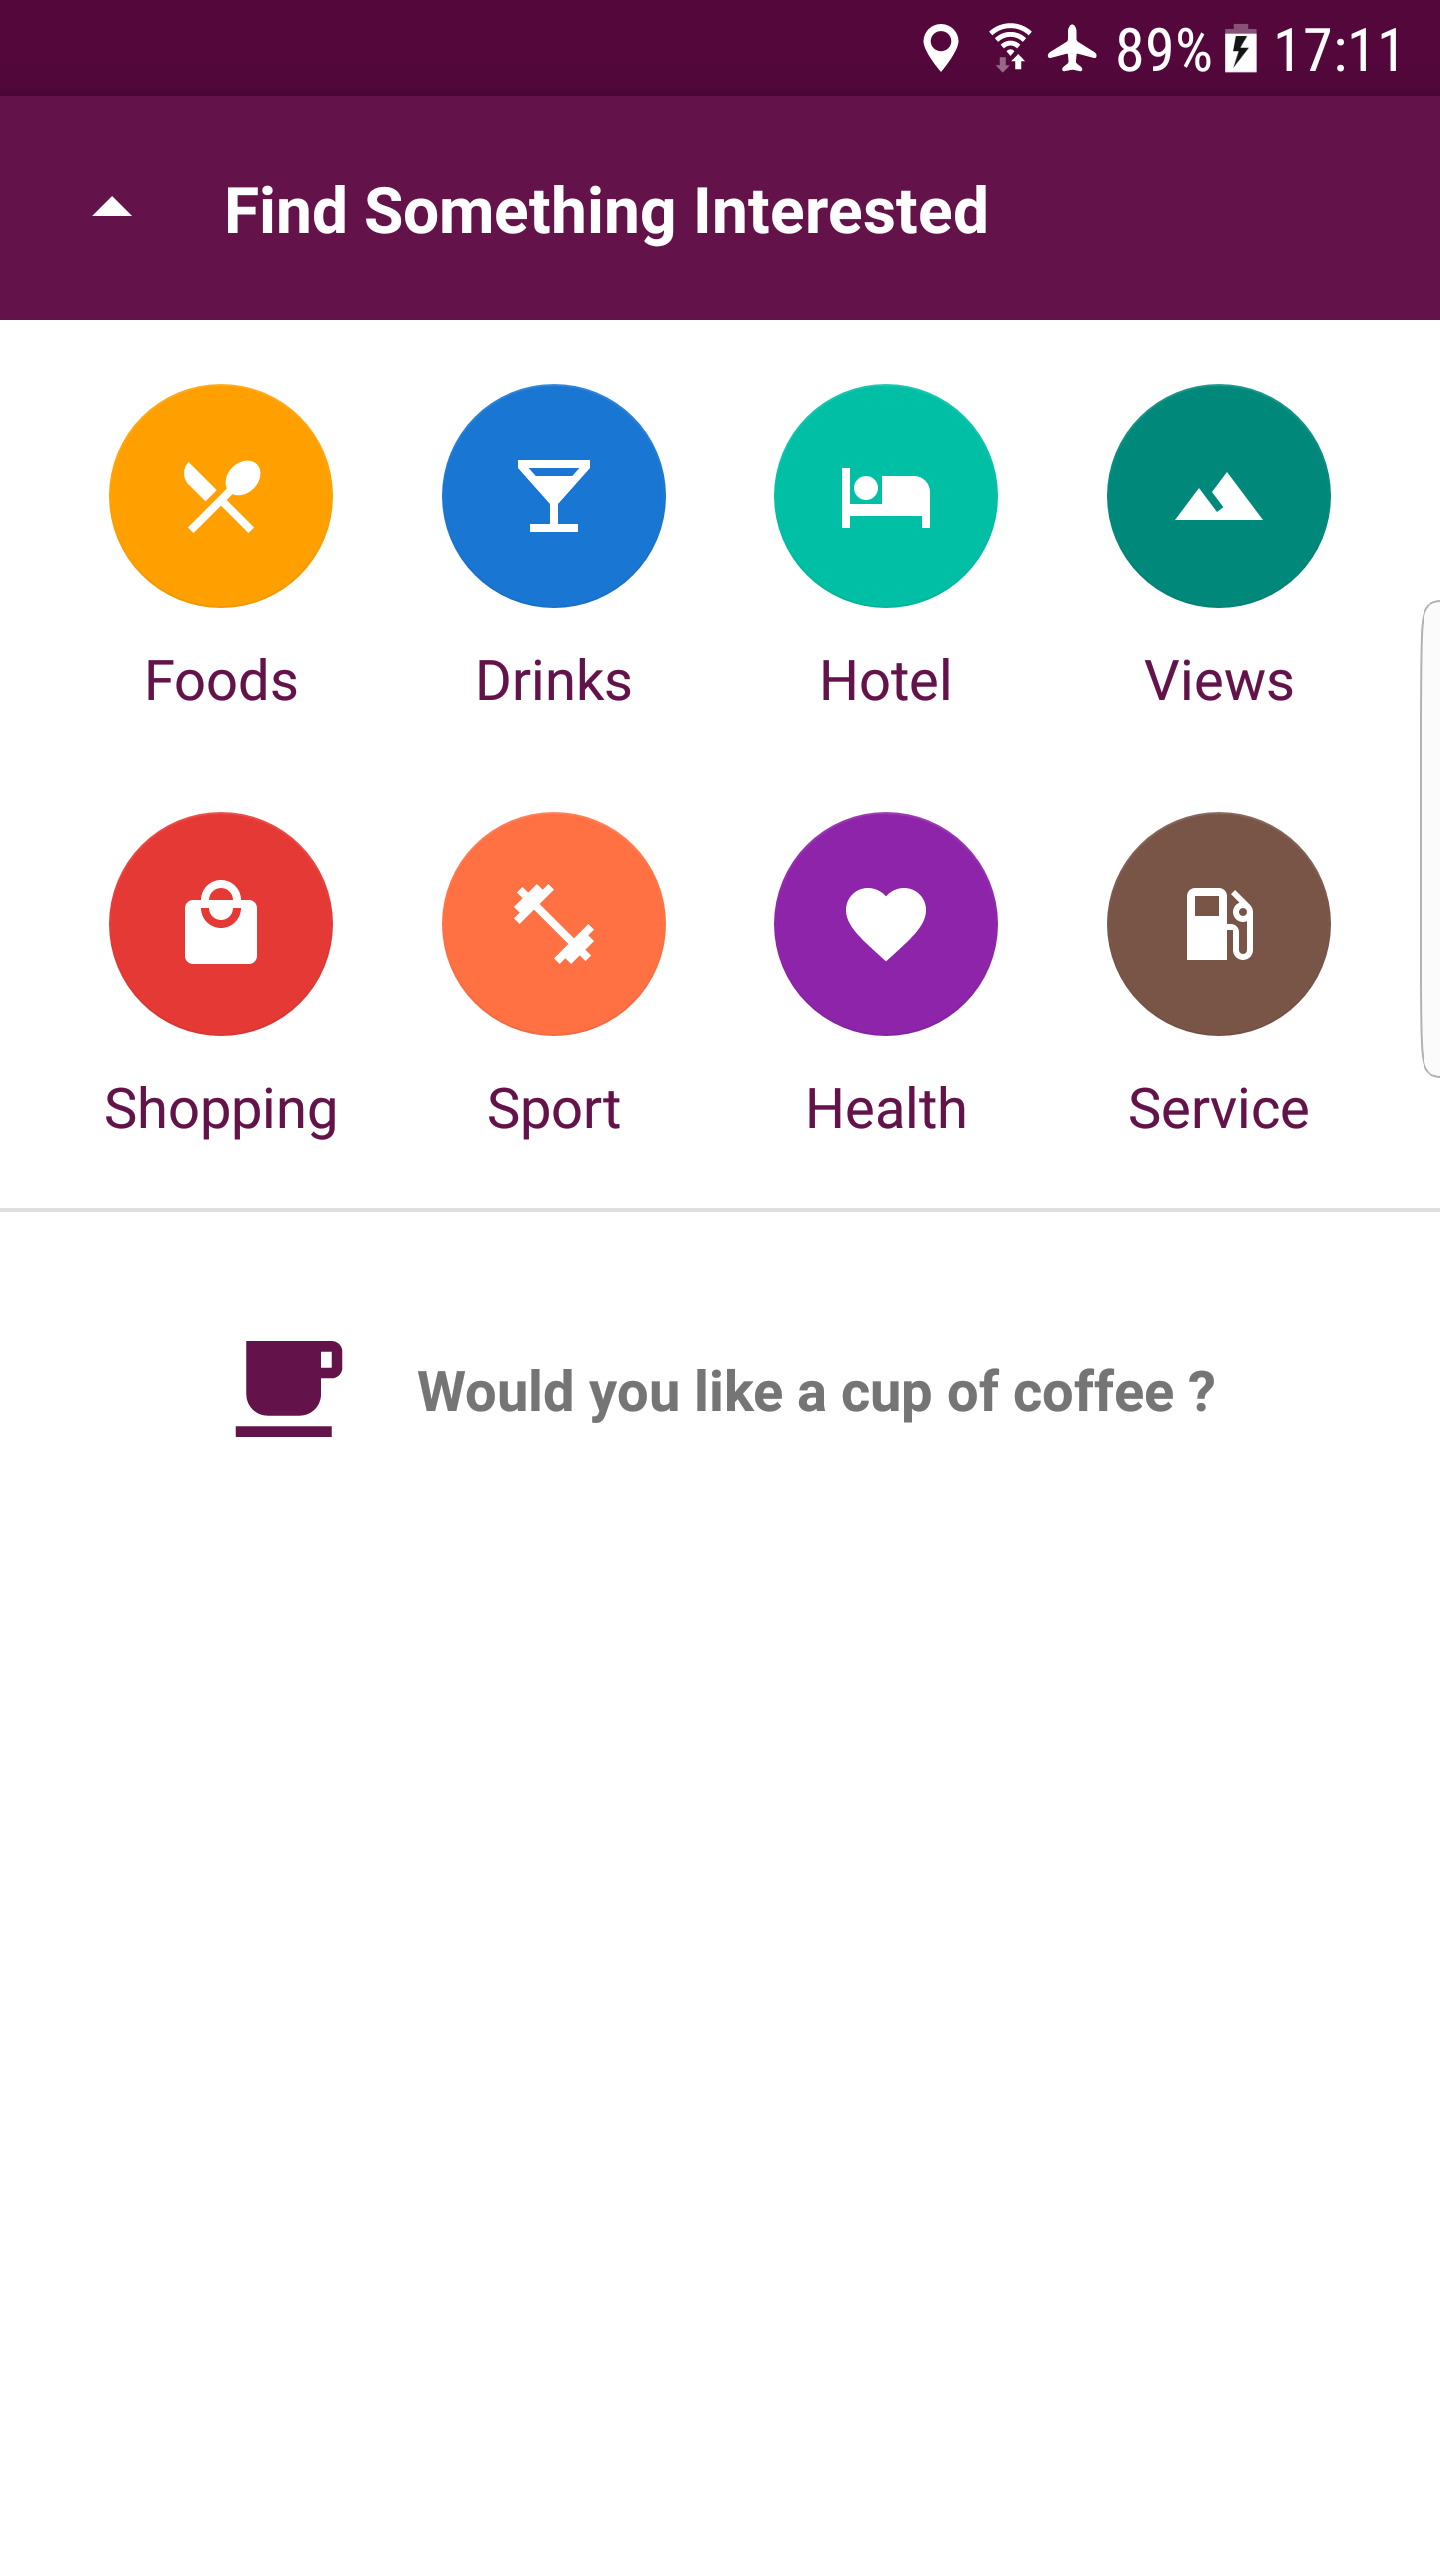 89% 17:11
Find Something Interested
Foods Drinks Hotel Views
Shopping Sport Health Service
Would you like a cup of coffee ?